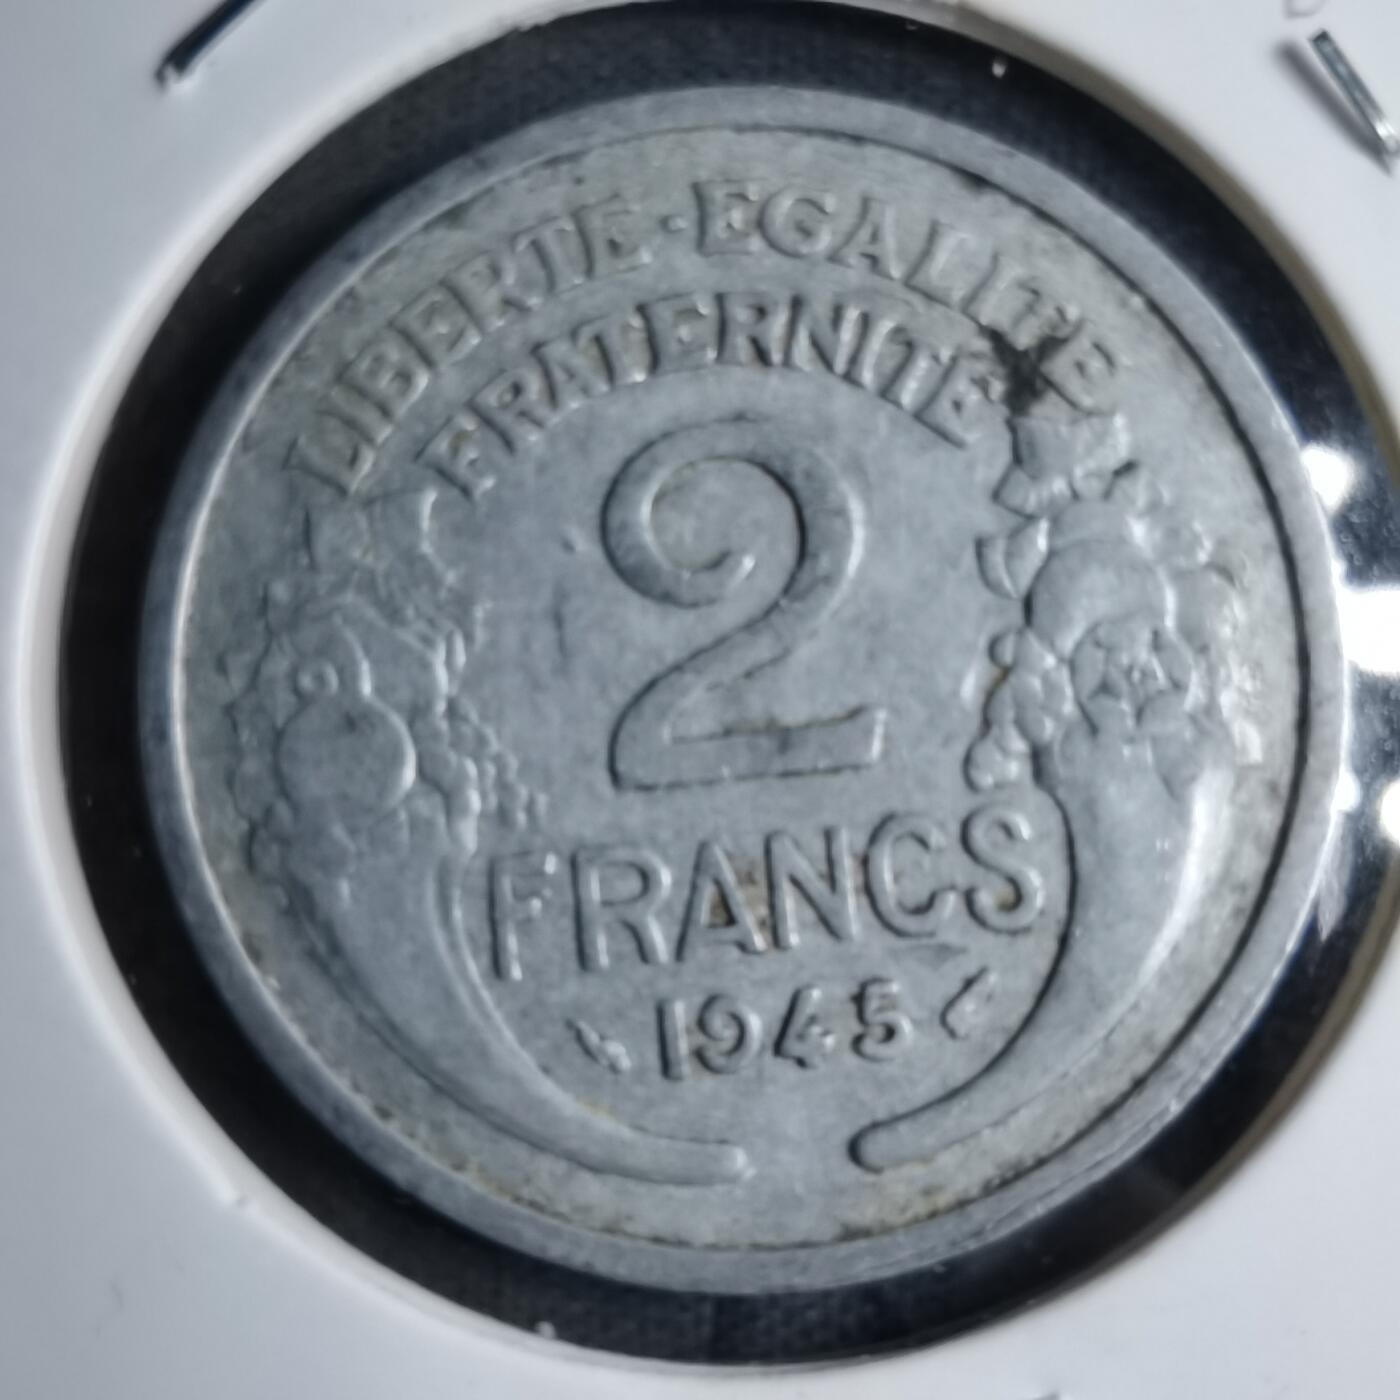 LIBERTE · EGALITE
FRATERNITE
2
FRANCS
1945